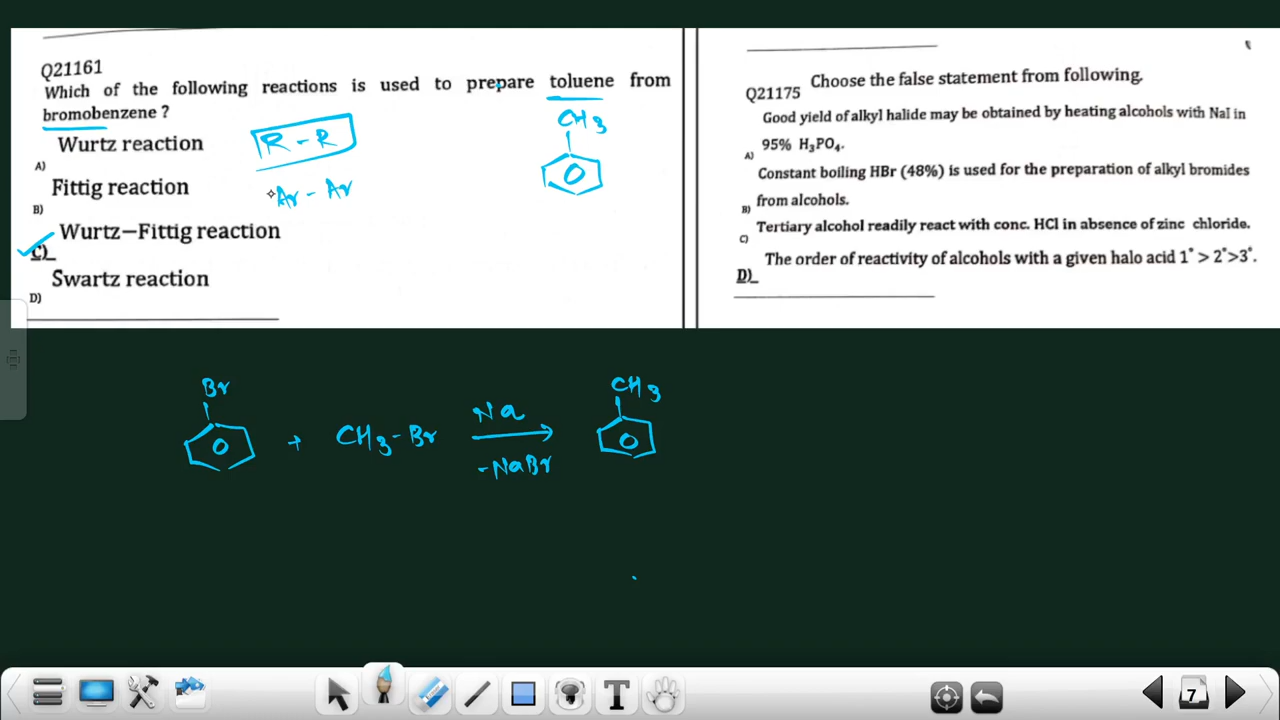 Q21161
Which of the following reactions is used to prepare toluene from
bromobenzene ?
Wurtz reaction
A)
Fittig reaction
B)
Wurtz−Fittig reaction
C)
Swartz reaction
D)
R - R
Ar - Ar
CH3
Q21175 Choose the false statement from following.
Good yield of alkyl halide may be obtained by heating alcohols with NaI in
A) 95% H₃PO₄.
Constant boiling HBr (48%) is used for the preparation of alkyl bromides
B) from alcohols.
Tertiary alcohol readily react with conc. HCl in absence of zinc chloride.
C)
The order of reactivity of alcohols with a given halo acid 1° > 2°>3°.
D)
Br
+ CH3-Br
Na
-NaBr
CH3
T
7